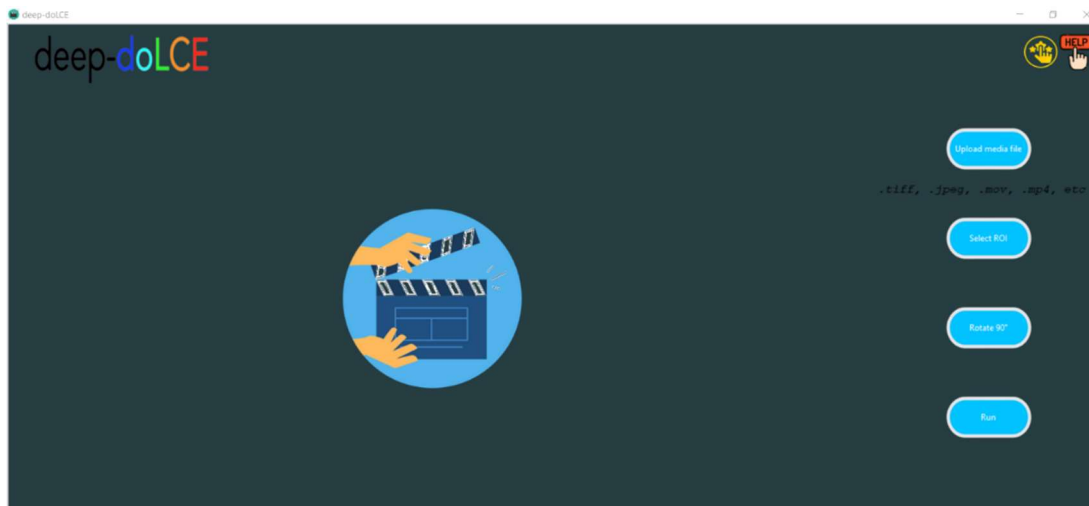 deep-doLCE
deep-doLCE
HELP
Upload media file
.tiff, .jpeg, .mov, .mp4, etc
Select ROI
Rotate 90°
Run